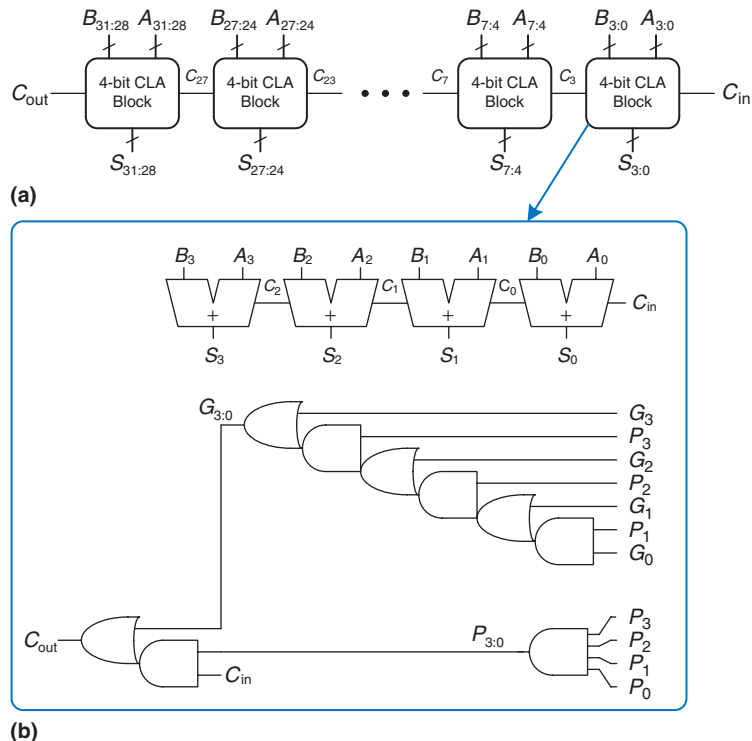 B31:28 A31:28 B27:24 A27:24 B7:4 A7:4 B3:0 A3:0
Cout 4-bit CLA Block C27 4-bit CLA Block C23 • • • C7 4-bit CLA Block C3 4-bit CLA Block Cin
S31:28 S27:24 S7:4 S3:0
(a)
B3 A3 B2 A2 B1 A1 B0 A0
C2 C1 C0
+ + + + Cin
S3 S2 S1 S0
G3:0 G3
P3
G2
P2
G1
P1
G0
Cout Cin P3:0 P3
P2
P1
P0
(b)